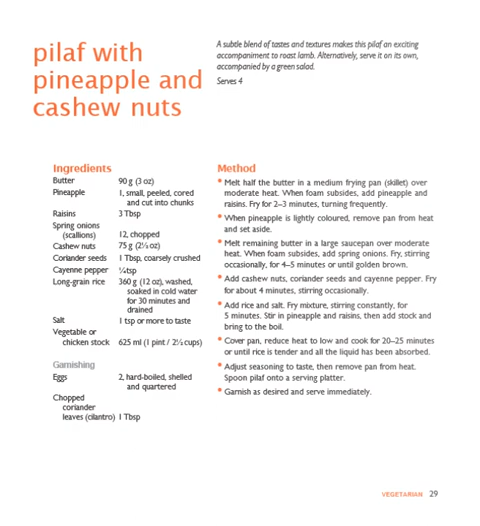 pilaf with
pineapple and
cashew nuts
A subtle blend of tastes and textures makes this pilaf an exciting
accompaniment to roast lamb. Alternatively, serve it on its own,
accompanied by a green salad.
Serves 4
Ingredients
Butter 90 g (3 oz)
Pineapple 1, small, peeled, cored
and cut into chunks
Raisins 3 Tbsp
Spring onions
(scallions) 12, chopped
Cashew nuts 75 g (2½ oz)
Coriander seeds 1 Tbsp, coarsely crushed
Cayenne pepper ¼ tsp
Long-grain rice 360 g (12 oz), washed,
soaked in cold water
for 30 minutes and
drained
Salt 1 tsp or more to taste
Vegetable or
chicken stock 625 ml (1 pint / 2½ cups)
Garnishing
Eggs 2, hard-boiled, shelled
and quartered
Chopped
coriander
leaves (cilantro) 1 Tbsp
Method
* Melt half the butter in a medium frying pan (skillet) over
moderate heat. When foam subsides, add pineapple and
raisins. Fry for 2–3 minutes, turning frequently.
* When pineapple is lightly coloured, remove pan from heat
and set aside.
* Melt remaining butter in a large saucepan over moderate
heat. When foam subsides, add spring onions. Fry, stirring
occasionally, for 4–5 minutes or until golden brown.
* Add cashew nuts, coriander seeds and cayenne pepper. Fry
for about 4 minutes, stirring occasionally.
* Add rice and salt. Fry mixture, stirring constantly, for
5 minutes. Stir in pineapple and raisins, then add stock and
bring to the boil.
* Cover pan, reduce heat to low and cook for 20–25 minutes
or until rice is tender and all the liquid has been absorbed.
* Adjust seasoning to taste, then remove pan from heat.
Spoon pilaf onto a serving platter.
* Garnish as desired and serve immediately.
VEGETARIAN 29